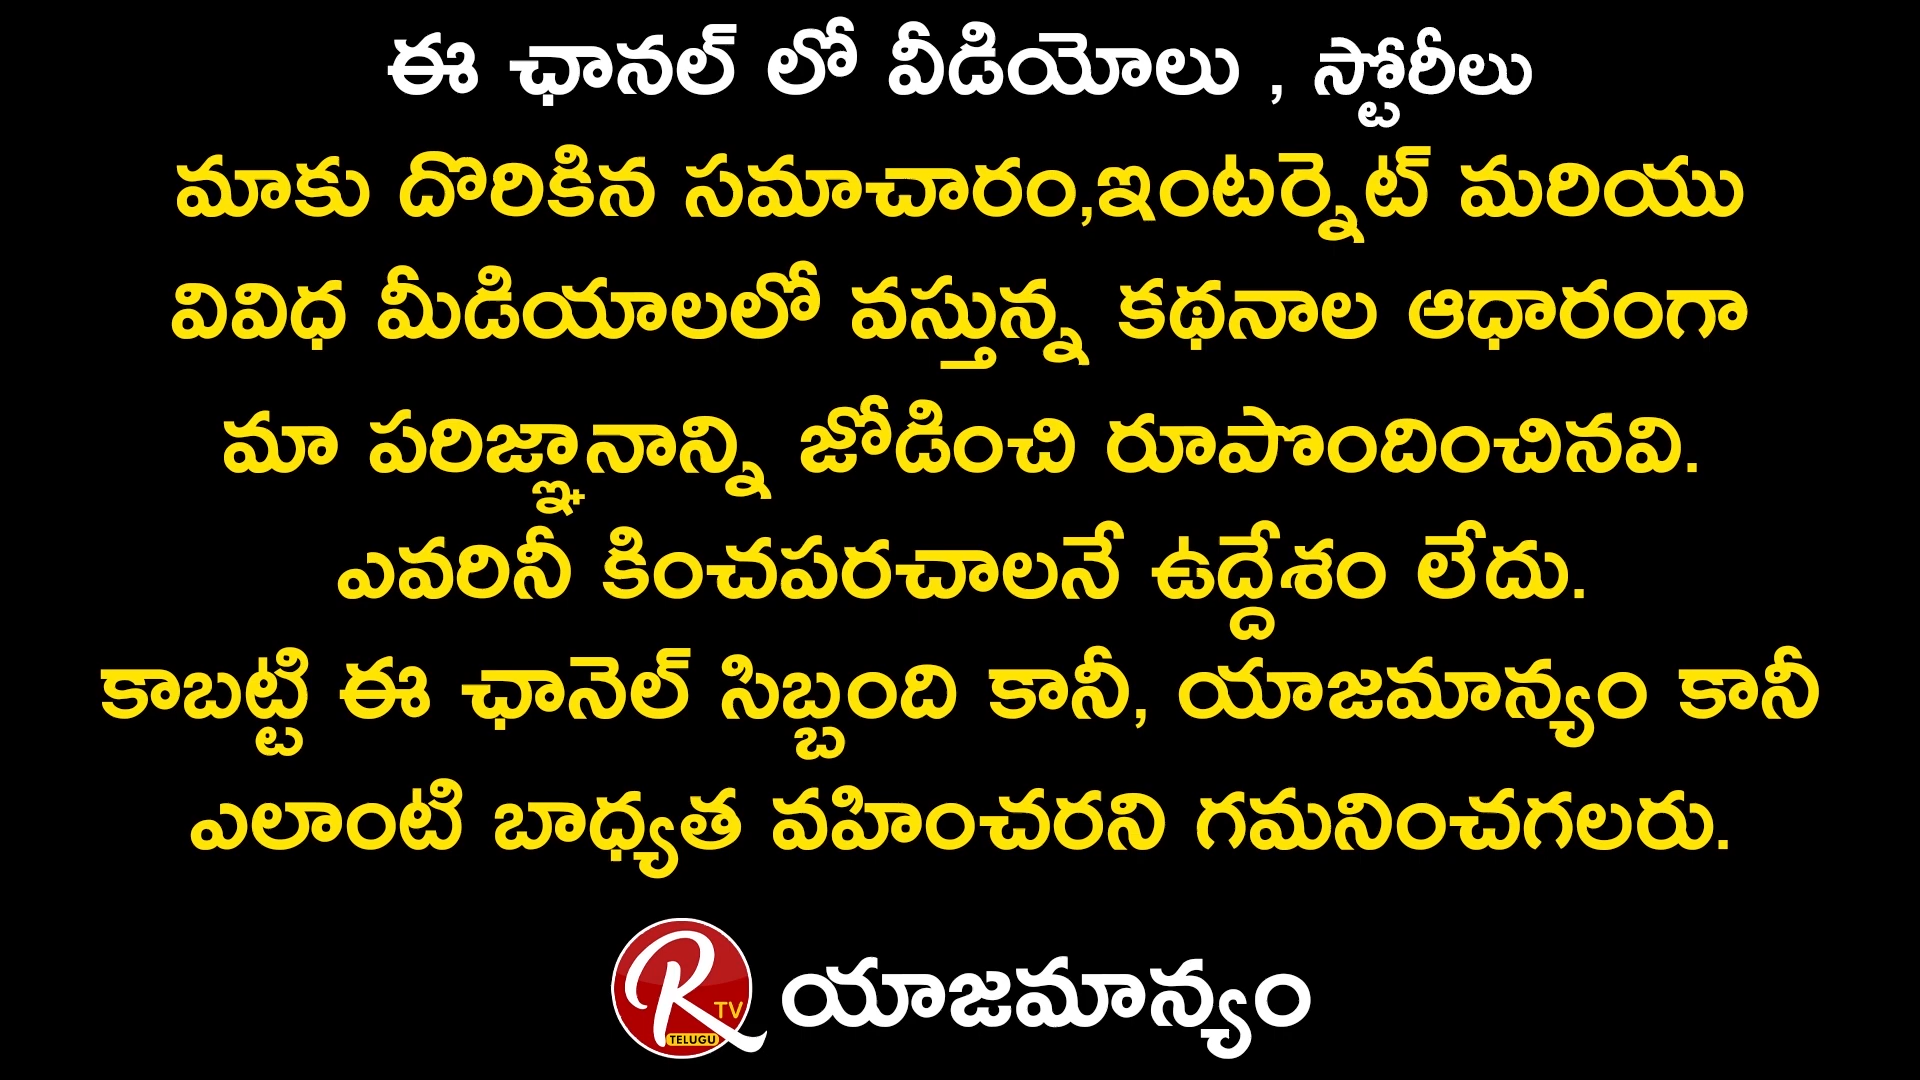 ఈ ఛానల్ లో వీడియోలు , స్టోరీలు
మాకు దొరికిన సమాచారం,ఇంటర్నెట్ మరియు
వివిధ మీడియాలలో వస్తున్న కథనాల ఆధారంగా
మా పరిజ్ఞానాన్ని జోడించి రూపొందించినవి.
ఎవరినీ కించపరచాలనే ఉద్దేశం లేదు.
కాబట్టి ఈ ఛానెల్ సిబ్బంది కానీ, యాజమాన్యం కానీ
ఎలాంటి బాధ్యత వహించరని గమనించగలరు.
R TV TELUGU యాజమాన్యం